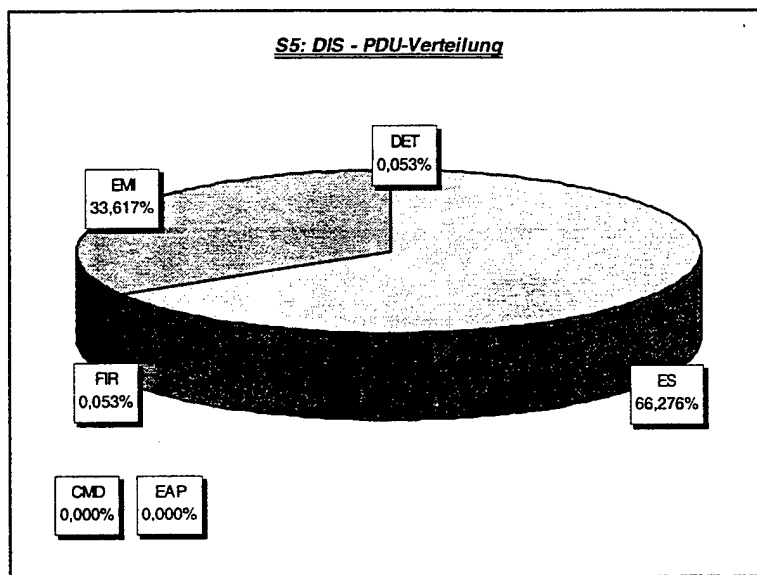 S5: DIS - PDU-Verteilung
DET
0,053%
EMI
33,617%
FIR
0,053%
ES
66,276%
CMD
0,000%
EAP
0,000%